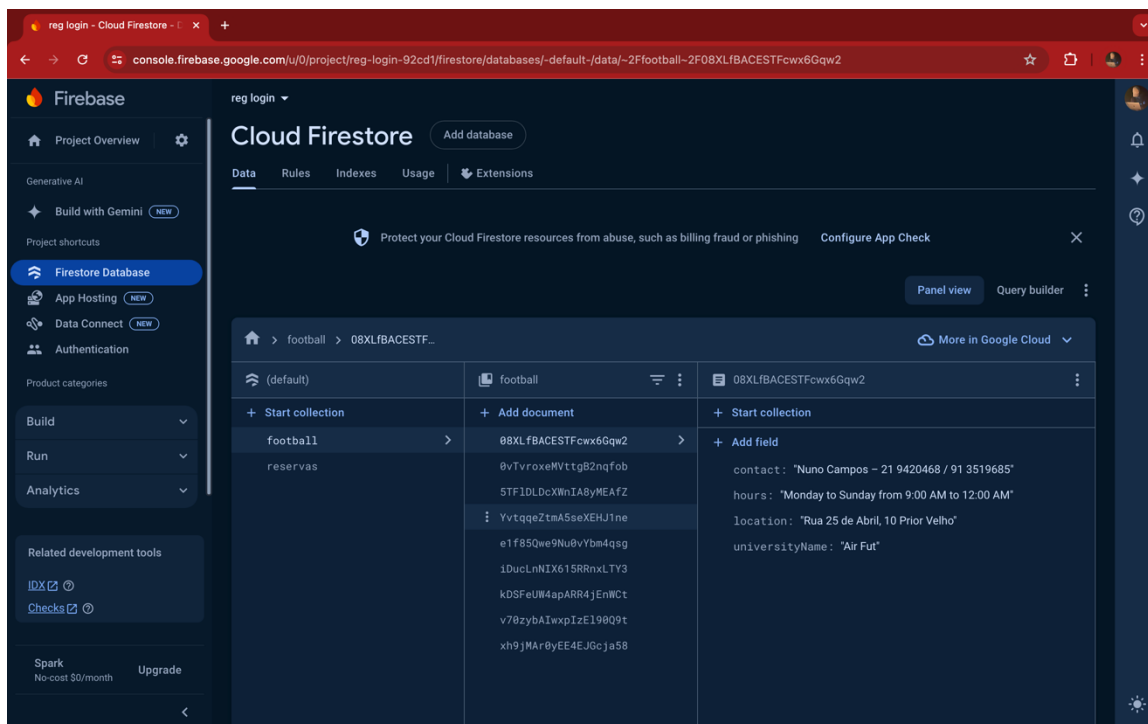 reg login - Cloud Firestore -
console.firebase.google.com/u/0/project/reg-login-92cd1/firestore/databases/-default-/data/~2Ffootball~2F08XLfBACESTFcwx6Gqw2
Firebase
Project Overview
Generative AI
Build with Gemini NEW
Project shortcuts
Firestore Database
App Hosting NEW
Data Connect NEW
Authentication
Product categories
Build
Run
Analytics
Related development tools
IDX
Checks
Spark
No-cost $0/month
Upgrade
reg login
Cloud Firestore
Add database
Data Rules Indexes Usage Extensions
Protect your Cloud Firestore resources from abuse, such as billing fraud or phishing Configure App Check
Panel view Query builder
football > 08XLfBACESTF…
More in Google Cloud
(default)
+ Start collection
football
reservas
football
+ Add document
08XLfBACESTFcwx6Gqw2
0vTvroxeMVttgB2nqfob
5TFlDLDcXWnIA8yMEAfZ
YvtqqeZtmA5seXEHJ1ne
e1f85Qwe9Nu0vYbm4qsg
iDucLnNIX615RRnxLTY3
kDSFeUW4apARR4jEnWCt
v70zybAIwxpIzEl90Q9t
xh9jMAr0yEE4EJGcja58
08XLfBACESTFcwx6Gqw2
+ Start collection
+ Add field
contact: "Nuno Campos – 21 9420468 / 91 3519685"
hours: "Monday to Sunday from 9:00 AM to 12:00 AM"
location: "Rua 25 de Abril, 10 Prior Velho"
universityName: "Air Fut"